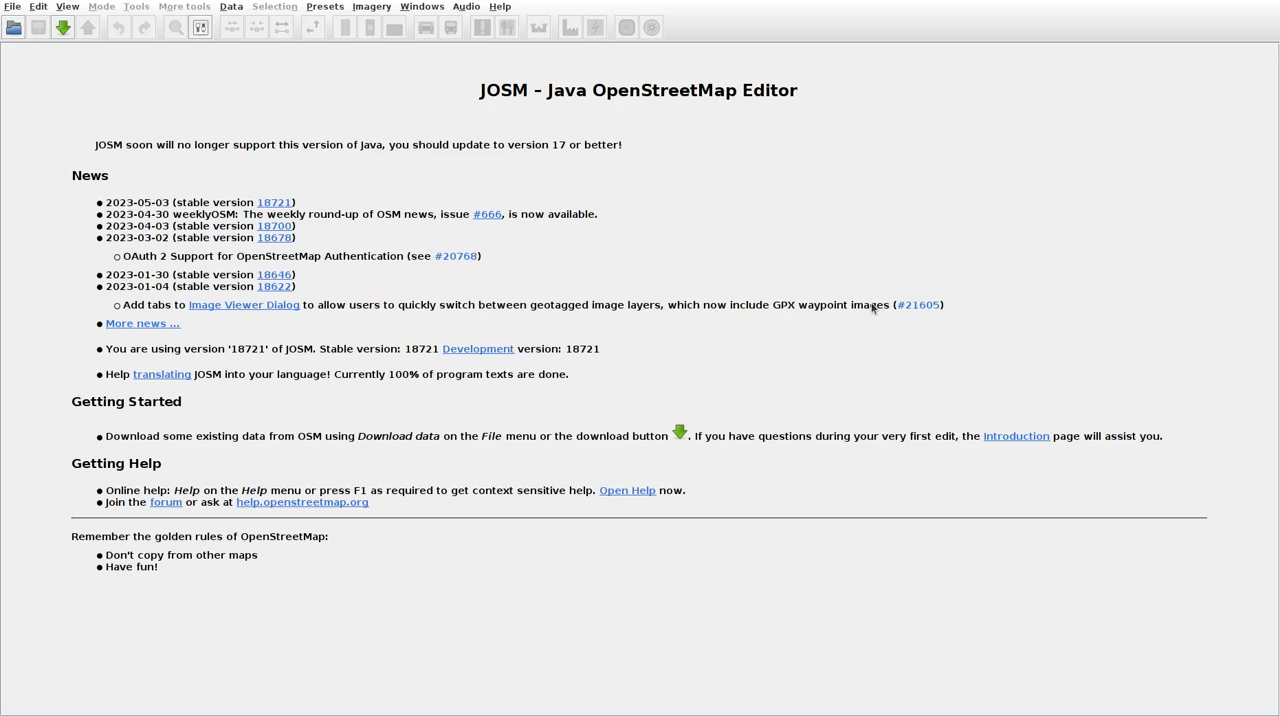 File Edit View Mode Tools More tools Data Selection Presets Imagery Windows Audio Help
JOSM – Java OpenStreetMap Editor
JOSM soon will no longer support this version of Java, you should update to version 17 or better!
News
2023-05-03 (stable version 18721)
2023-04-30 weeklyOSM: The weekly round-up of OSM news, issue #666, is now available.
2023-04-03 (stable version 18700)
2023-03-02 (stable version 18678)
OAuth 2 Support for OpenStreetMap Authentication (see #20768)
2023-01-30 (stable version 18646)
2023-01-04 (stable version 18622)
Add tabs to Image Viewer Dialog to allow users to quickly switch between geotagged image layers, which now include GPX waypoint images (#21605)
More news ...
You are using version '18721' of JOSM. Stable version: 18721 Development version: 18721
Help translating JOSM into your language! Currently 100% of program texts are done.
Getting Started
Download some existing data from OSM using Download data on the File menu or the download button . If you have questions during your very first edit, the Introduction page will assist you.
Getting Help
Online help: Help on the Help menu or press F1 as required to get context sensitive help. Open Help now.
Join the forum or ask at help.openstreetmap.org
Remember the golden rules of OpenStreetMap:
Don't copy from other maps
Have fun!